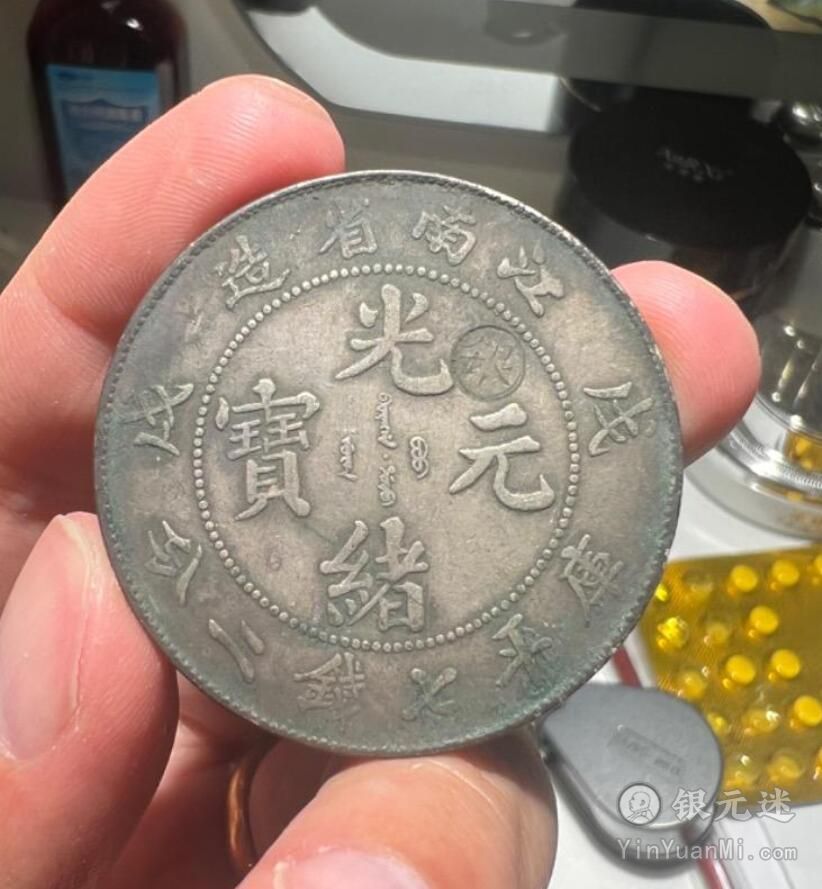 江南省造
戊戌
光緒元寶
庫平七錢二分
银元迷
YinYuanMi.com